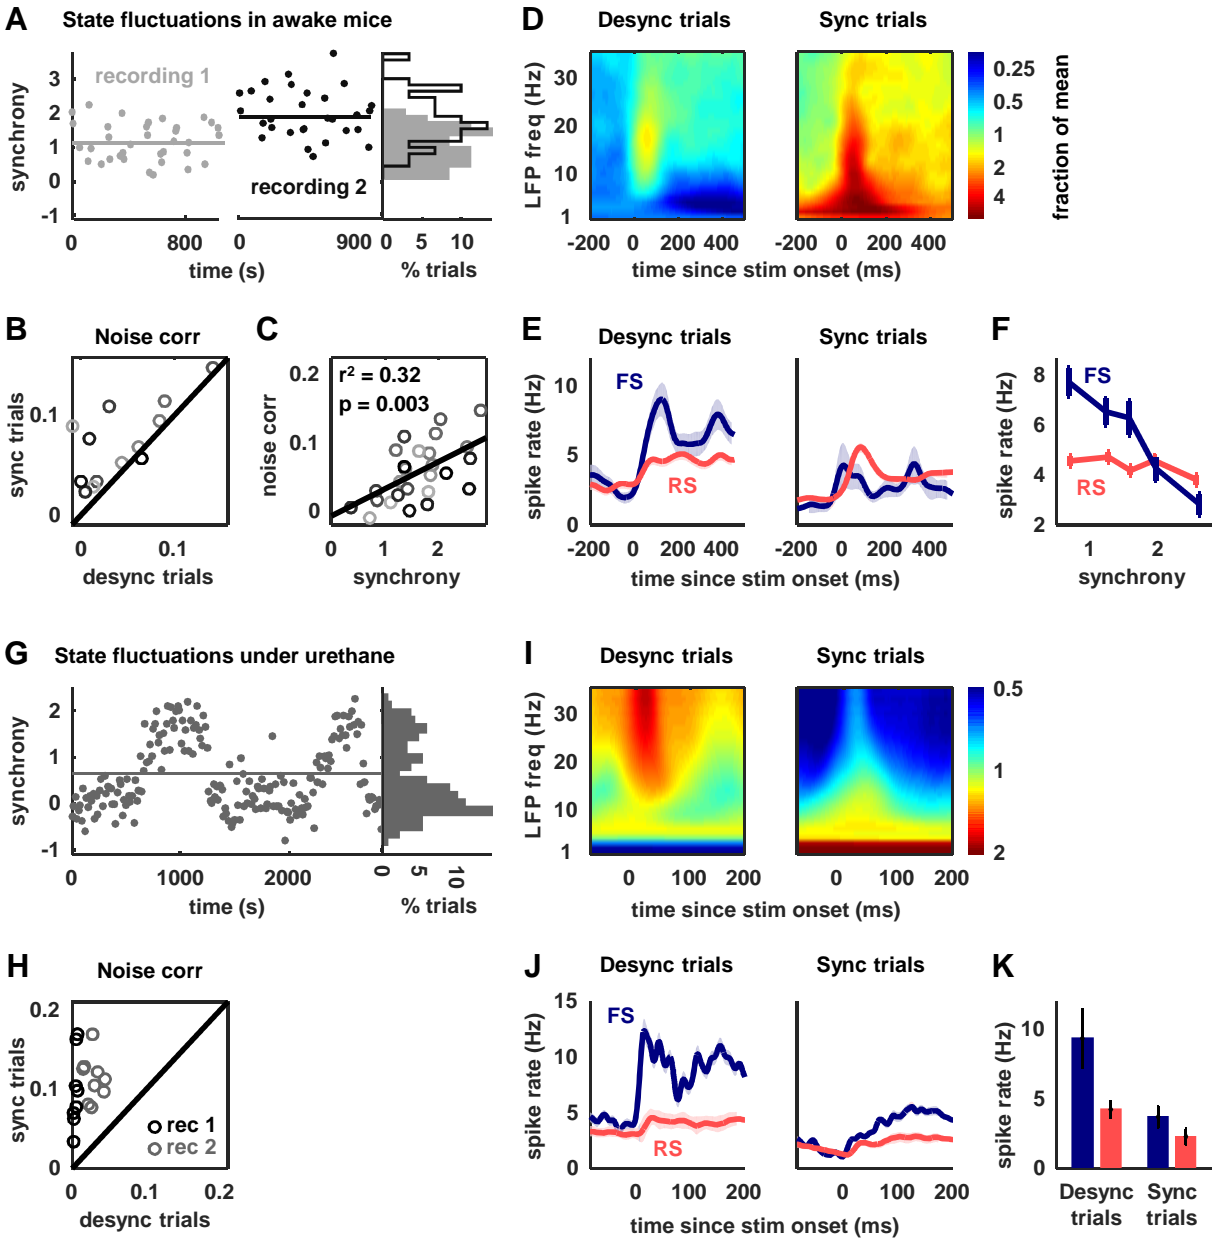 A State fluctuations in awake mice
synchrony
3
2
1
0
-1
recording 1
recording 2
0 800
0 900
0 5 10
time (s)
% trials
D Desync trials Sync trials
LFP freq (Hz)
30
20
10
1
-200 0 200 400
-200 0 200 400
time since stim onset (ms)
0.25
0.5
1
2
4
fraction of mean
B Noise corr
sync trials
0.1
0
0 0.1
desync trials
C
noise corr
0.2
0.1
0
r² = 0.32
p = 0.003
0 1 2
synchrony
E Desync trials Sync trials
spike rate (Hz)
10
5
0
FS
RS
-200 0 200 400
-200 0 200 400
time since stim onset (ms)
F
spike rate (Hz)
8
6
4
2
FS
RS
1 2
synchrony
G State fluctuations under urethane
synchrony
2
1
0
-1
0 1000 2000
0 5 10
time (s)
% trials
I Desync trials Sync trials
LFP freq (Hz)
30
20
10
1
0 100 200
0 100 200
time since stim onset (ms)
0.5
1
2
H Noise corr
sync trials
0.2
0.1
0
rec 1
rec 2
0 0.1 0.2
desync trials
J Desync trials Sync trials
spike rate (Hz)
15
10
5
0
FS
RS
0 100 200
0 100 200
time since stim onset (ms)
K
spike rate (Hz)
10
5
0
Desync Sync
trials trials